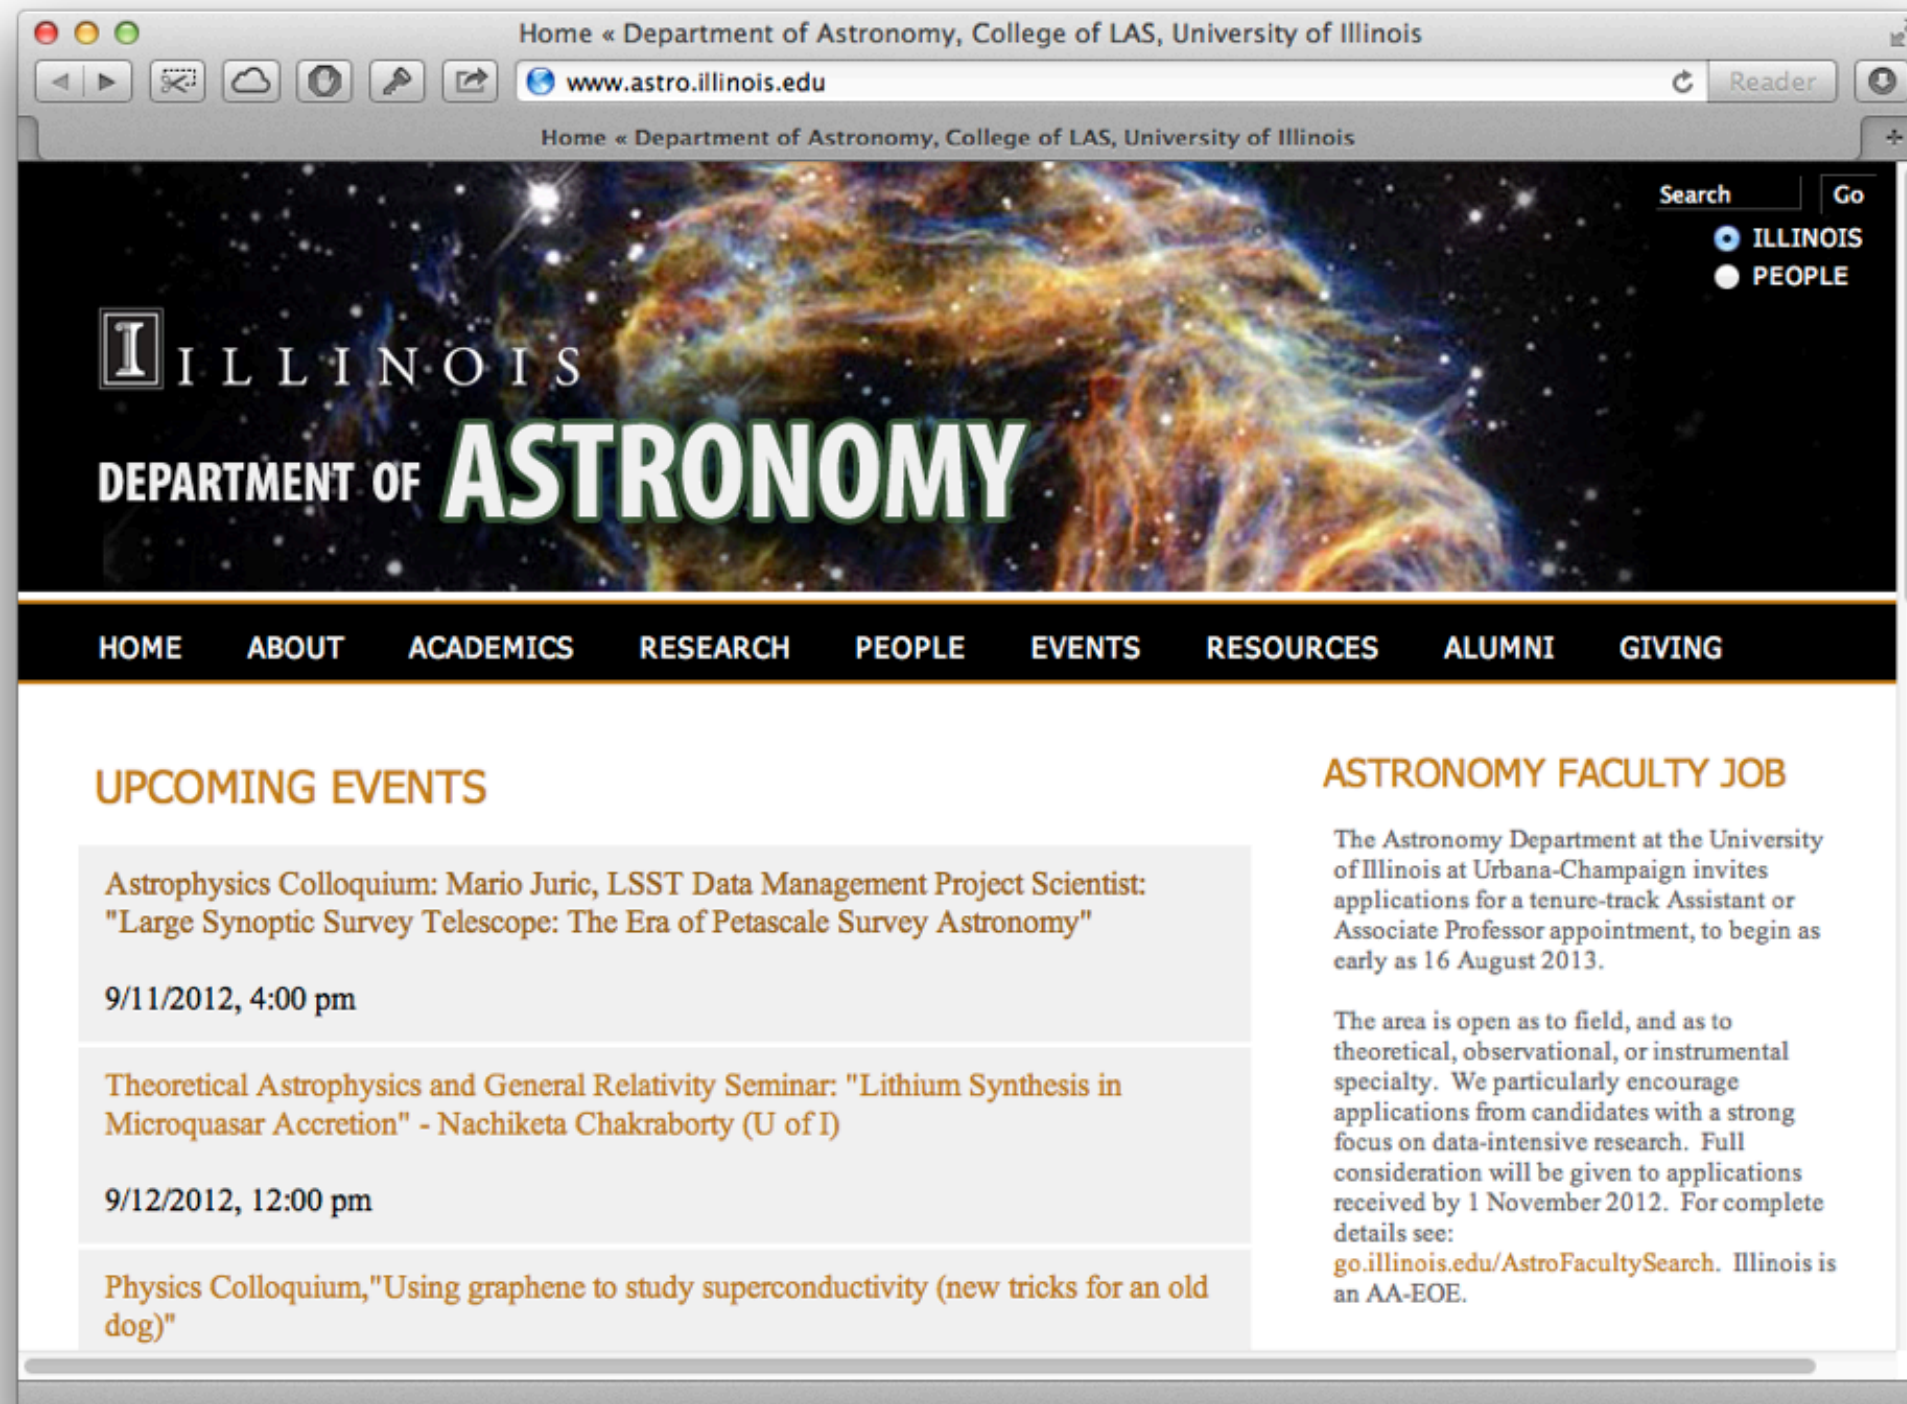 Home « Department of Astronomy, College of LAS, University of Illinois
www.astro.illinois.edu
Reader
Home « Department of Astronomy, College of LAS, University of Illinois
Search
Go
ILLINOIS
PEOPLE
I ILLINOIS
DEPARTMENT OF ASTRONOMY
HOME ABOUT ACADEMICS RESEARCH PEOPLE EVENTS RESOURCES ALUMNI GIVING
UPCOMING EVENTS
Astrophysics Colloquium: Mario Juric, LSST Data Management Project Scientist:
"Large Synoptic Survey Telescope: The Era of Petascale Survey Astronomy"
9/11/2012, 4:00 pm
Theoretical Astrophysics and General Relativity Seminar: "Lithium Synthesis in
Microquasar Accretion" - Nachiketa Chakraborty (U of I)
9/12/2012, 12:00 pm
Physics Colloquium,"Using graphene to study superconductivity (new tricks for an old
dog)"
ASTRONOMY FACULTY JOB
The Astronomy Department at the University
of Illinois at Urbana-Champaign invites
applications for a tenure-track Assistant or
Associate Professor appointment, to begin as
early as 16 August 2013.
The area is open as to field, and as to
theoretical, observational, or instrumental
specialty. We particularly encourage
applications from candidates with a strong
focus on data-intensive research. Full
consideration will be given to applications
received by 1 November 2012. For complete
details see:
go.illinois.edu/AstroFacultySearch. Illinois is
an AA-EOE.